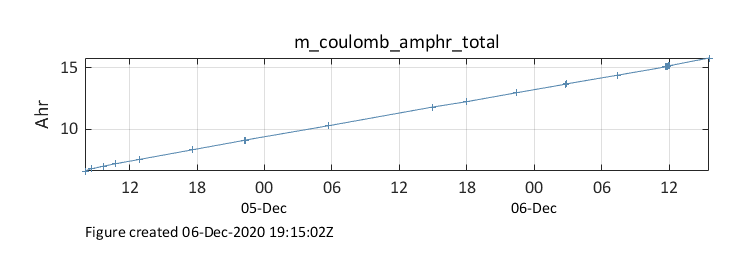 m_coulomb_amphr_total
15
Ahr
10
12 18 00 06 12 18 00 06 12
05-Dec 06-Dec
Figure created 06-Dec-2020 19:15:02Z